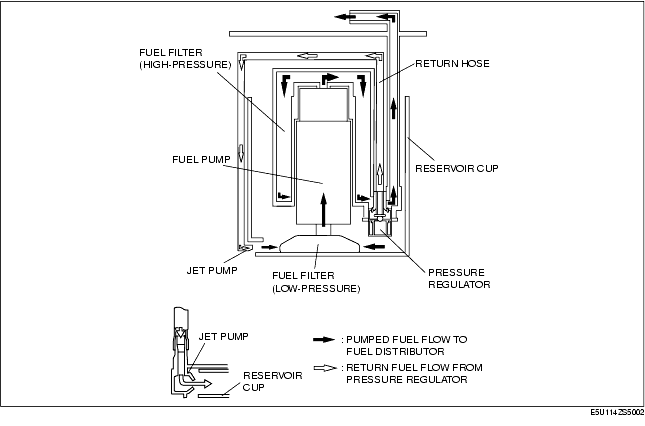 FUEL FILTER
(HIGH-PRESSURE)
RETURN HOSE
FUEL PUMP
RESERVOIR CUP
JET PUMP
FUEL FILTER
(LOW-PRESSURE)
PRESSURE
REGULATOR
JET PUMP
RESERVOIR
CUP
: PUMPED FUEL FLOW TO
FUEL DISTRIBUTOR
: RETURN FUEL FLOW FROM
PRESSURE REGULATOR
E5U114ZS5002